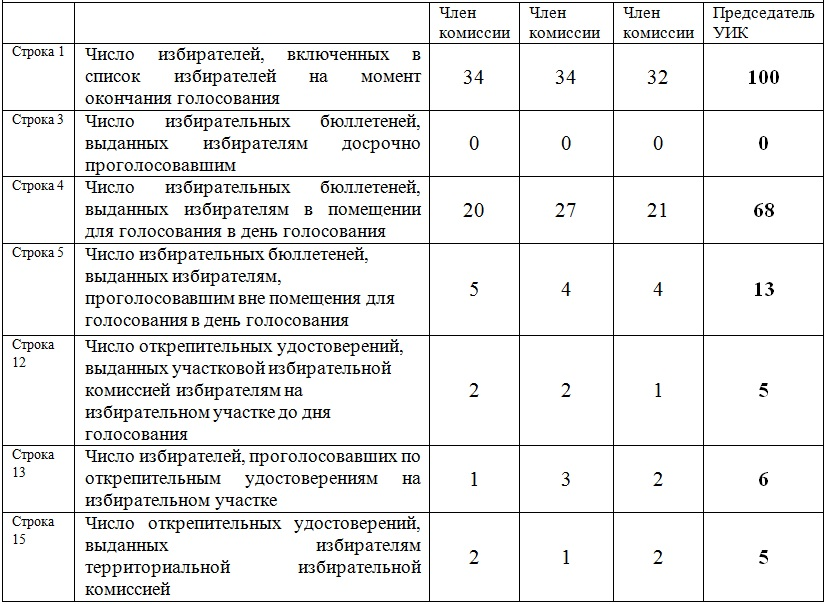 Член комиссии Член комиссии Член комиссии Председатель УИК
Строка 1
Число избирателей, включенных в
список избирателей на момент
окончания голосования
34 34 32 100
Строка 3
Число избирательных бюллетеней,
выданных избирателям досрочно
проголосовавшим
0 0 0 0
Строка 4
Число избирательных бюллетеней,
выданных избирателям в помещении
для голосования в день голосования
20 27 21 68
Строка 5
Число избирательных бюллетеней,
выданных избирателям,
проголосовавшим вне помещения для
голосования в день голосования
5 4 4 13
Строка
12
Число открепительных удостоверений,
выданных участковой избирательной
комиссией избирателям на
избирательном участке до дня
голосования
2 2 1 5
Строка
13
Число избирателей, проголосовавших по
открепительным удостоверениям на
избирательном участке
1 3 2 6
Строка
15
Число открепительных удостоверений,
выданных избирателям
территориальной избирательной
комиссией
2 1 2 5